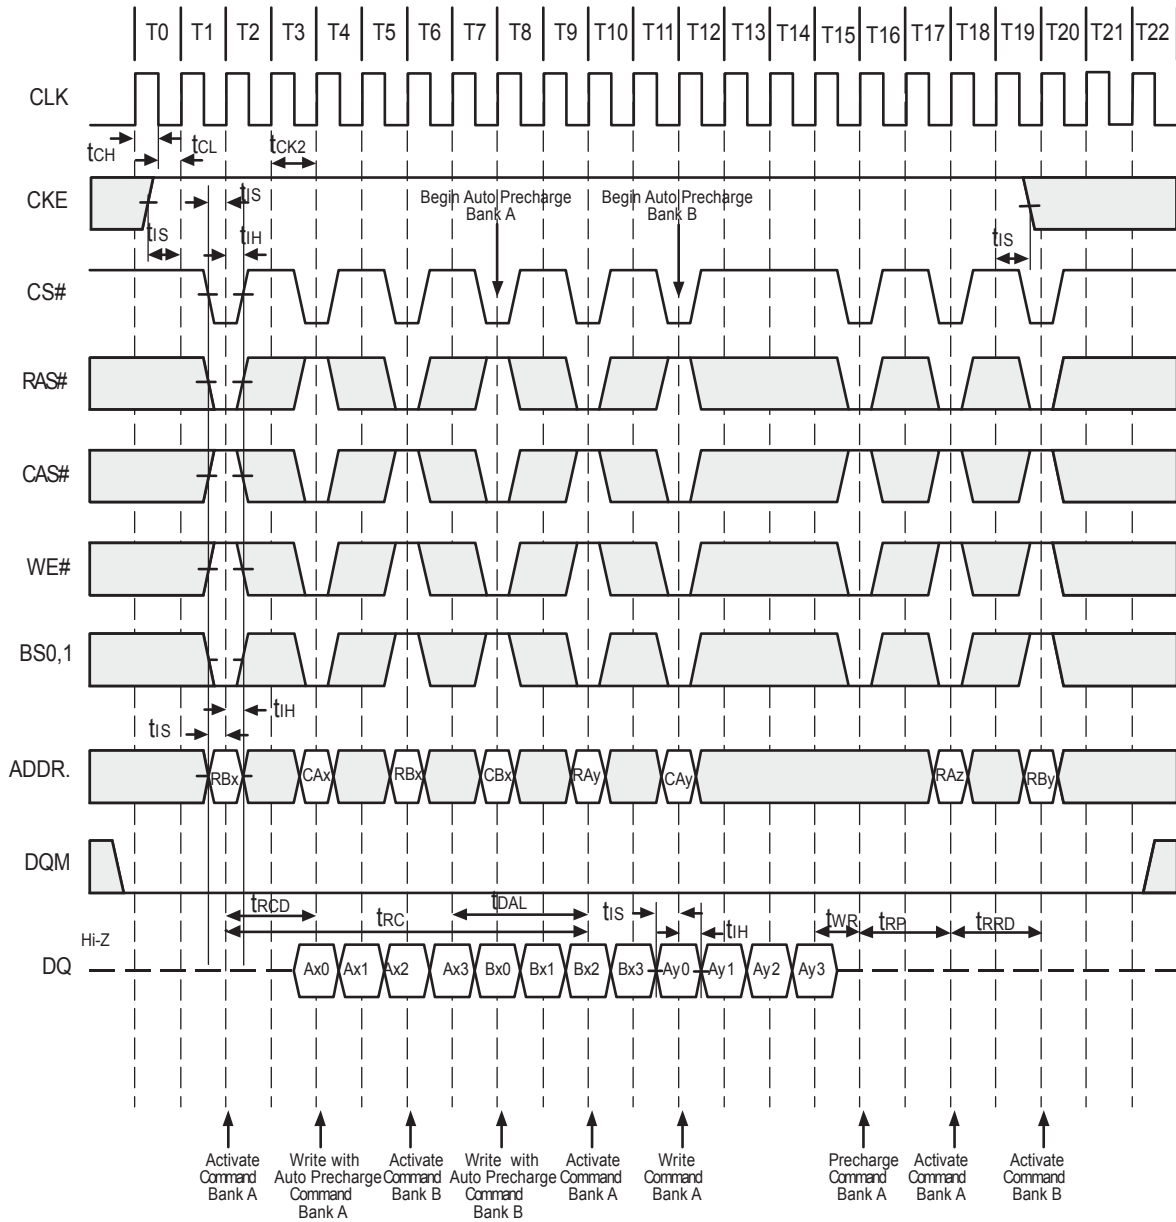 T0 T1 T2 T3 T4 T5 T6 T7 T8 T9 T10 T11 T12 T13 T14 T15 T16 T17 T18 T19 T20 T21 T22
CLK
tCH tCL tCK2
CKE
tIS
Begin Auto Precharge
Bank A
Begin Auto Precharge
Bank B
tIS tIH tIS
CS#
RAS#
CAS#
WE#
BS0,1
tIS tIH
ADDR.
RBx CAx RBx CBx RAy CAy RAz RBy
DQM
tRCD tRC tDAL tIS tIH tWR tRP tRRD
Hi-Z
DQ
Ax0 Ax1 Ax2 Ax3 Bx0 Bx1 Bx2 Bx3 Ay0 Ay1 Ay2 Ay3
Activate
Command
Bank A
Write with
Auto Precharge
Command
Bank A
Activate
Command
Bank B
Write with
Auto Precharge
Command
Bank B
Activate
Command
Bank A
Write
Command
Bank A
Precharge
Command
Bank A
Activate
Command
Bank A
Activate
Command
Bank B